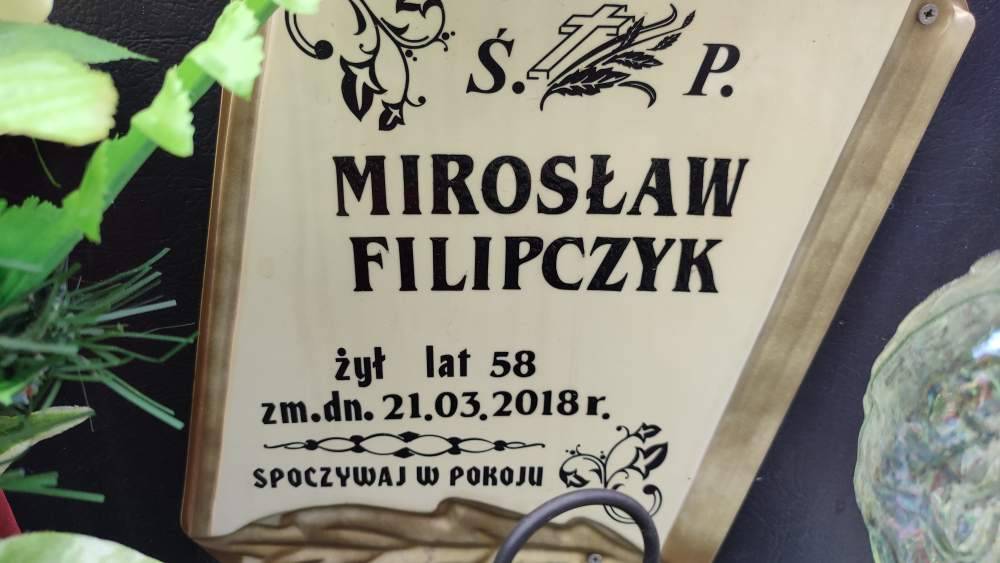 Ś. P.
MIROSŁAW
FILIPCZYK
żył lat 58
zm.dn. 21.03.2018 r.
SPOCZYWAJ W POKOJU